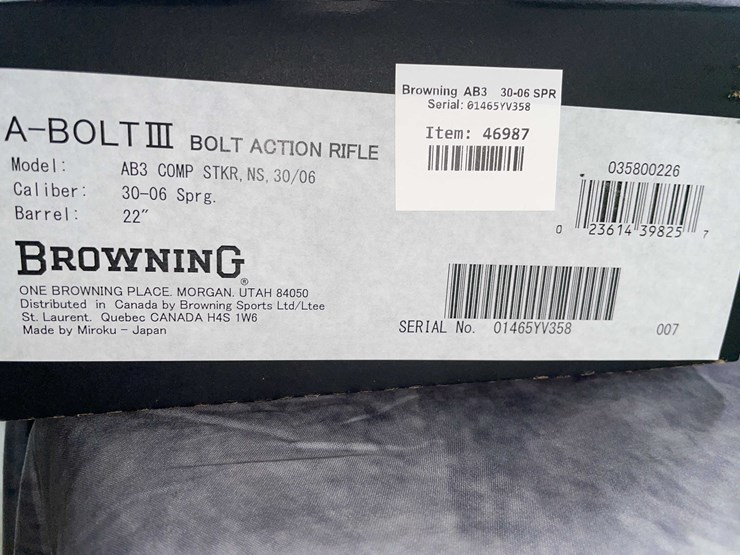 Browning AB3 30-06 SPR
Serial: 01465YV358
Item: 46987
A-BOLT III BOLT ACTION RIFLE
Model: AB3 COMP STKR, NS, 30/06
Caliber: 30-06 Sprg.
Barrel: 22"
BROWNING®
ONE BROWNING PLACE. MORGAN. UTAH 84050
Distributed in Canada by Browning Sports Ltd/Ltee
St. Laurent. Quebec CANADA H4S 1W6
Made by Miroku - Japan
035800226
0 23614 39825 7
SERIAL No. 01465YV358
007